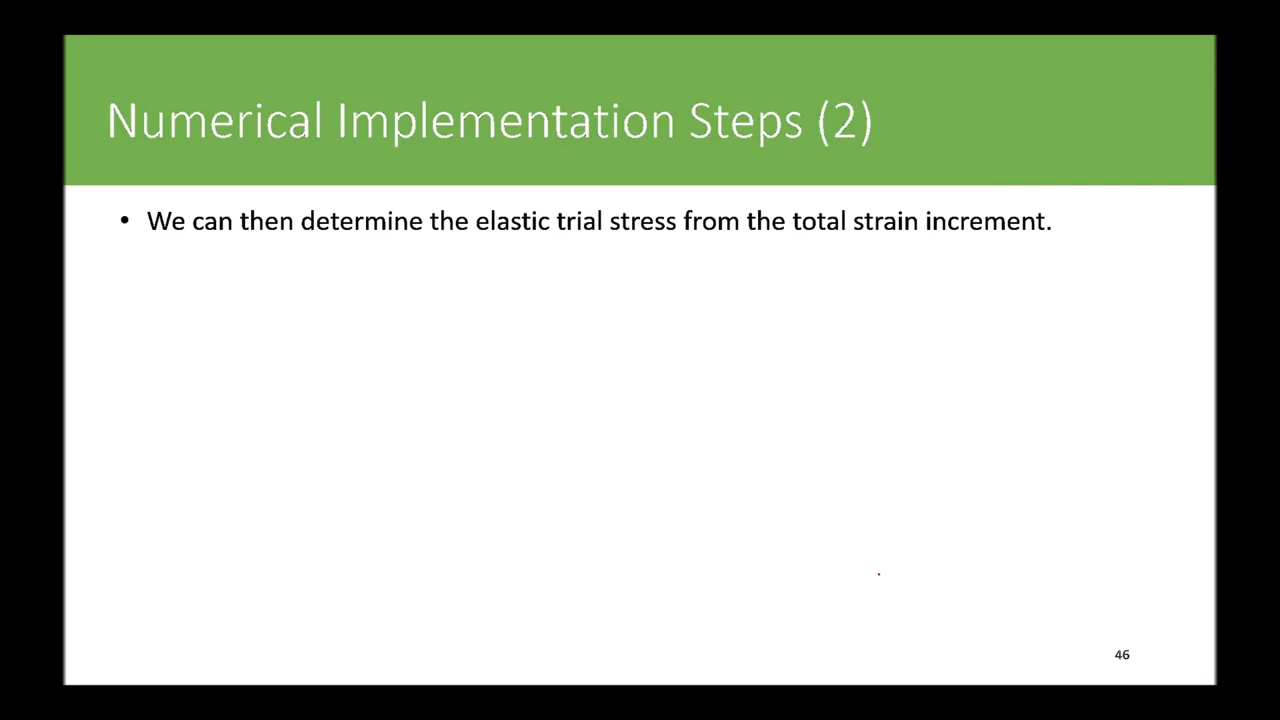 Numerical Implementation Steps (2)
• We can then determine the elastic trial stress from the total strain increment.
46